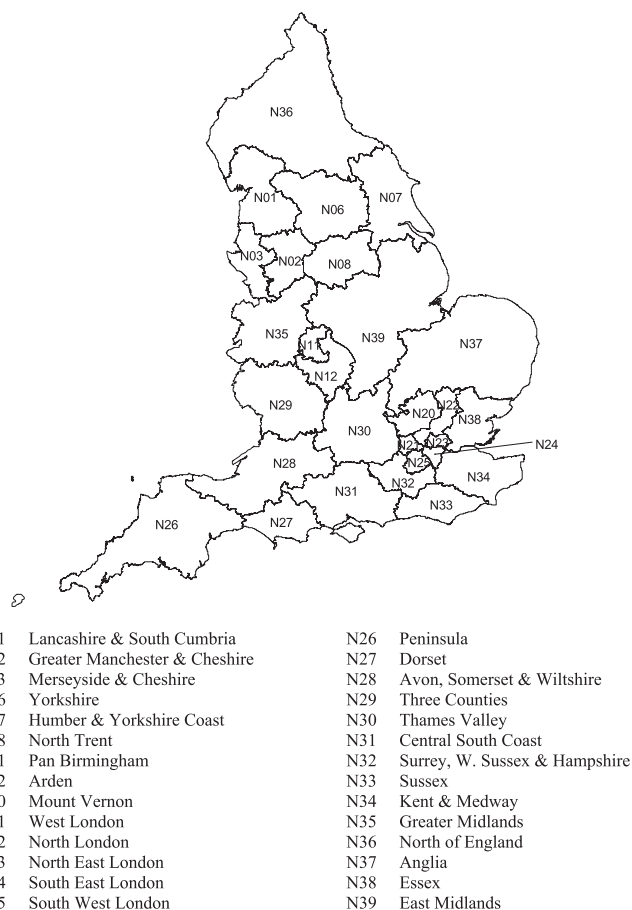 N36
N01
N06
N07
N03
N02
N08
N35
N39
N37
N11
N12
N29
N20
N22
N38
N30
N21
N23
N24
N28
N25
N34
N32
N31
N33
N26
N27
1 Lancashire & South Cumbria N26 Peninsula
2 Greater Manchester & Cheshire N27 Dorset
3 Merseyside & Cheshire N28 Avon, Somerset & Wiltshire
6 Yorkshire N29 Three Counties
7 Humber & Yorkshire Coast N30 Thames Valley
8 North Trent N31 Central South Coast
1 Pan Birmingham N32 Surrey, W. Sussex & Hampshire
2 Arden N33 Sussex
0 Mount Vernon N34 Kent & Medway
1 West London N35 Greater Midlands
2 North London N36 North of England
3 North East London N37 Anglia
4 South East London N38 Essex
5 South West London N39 East Midlands